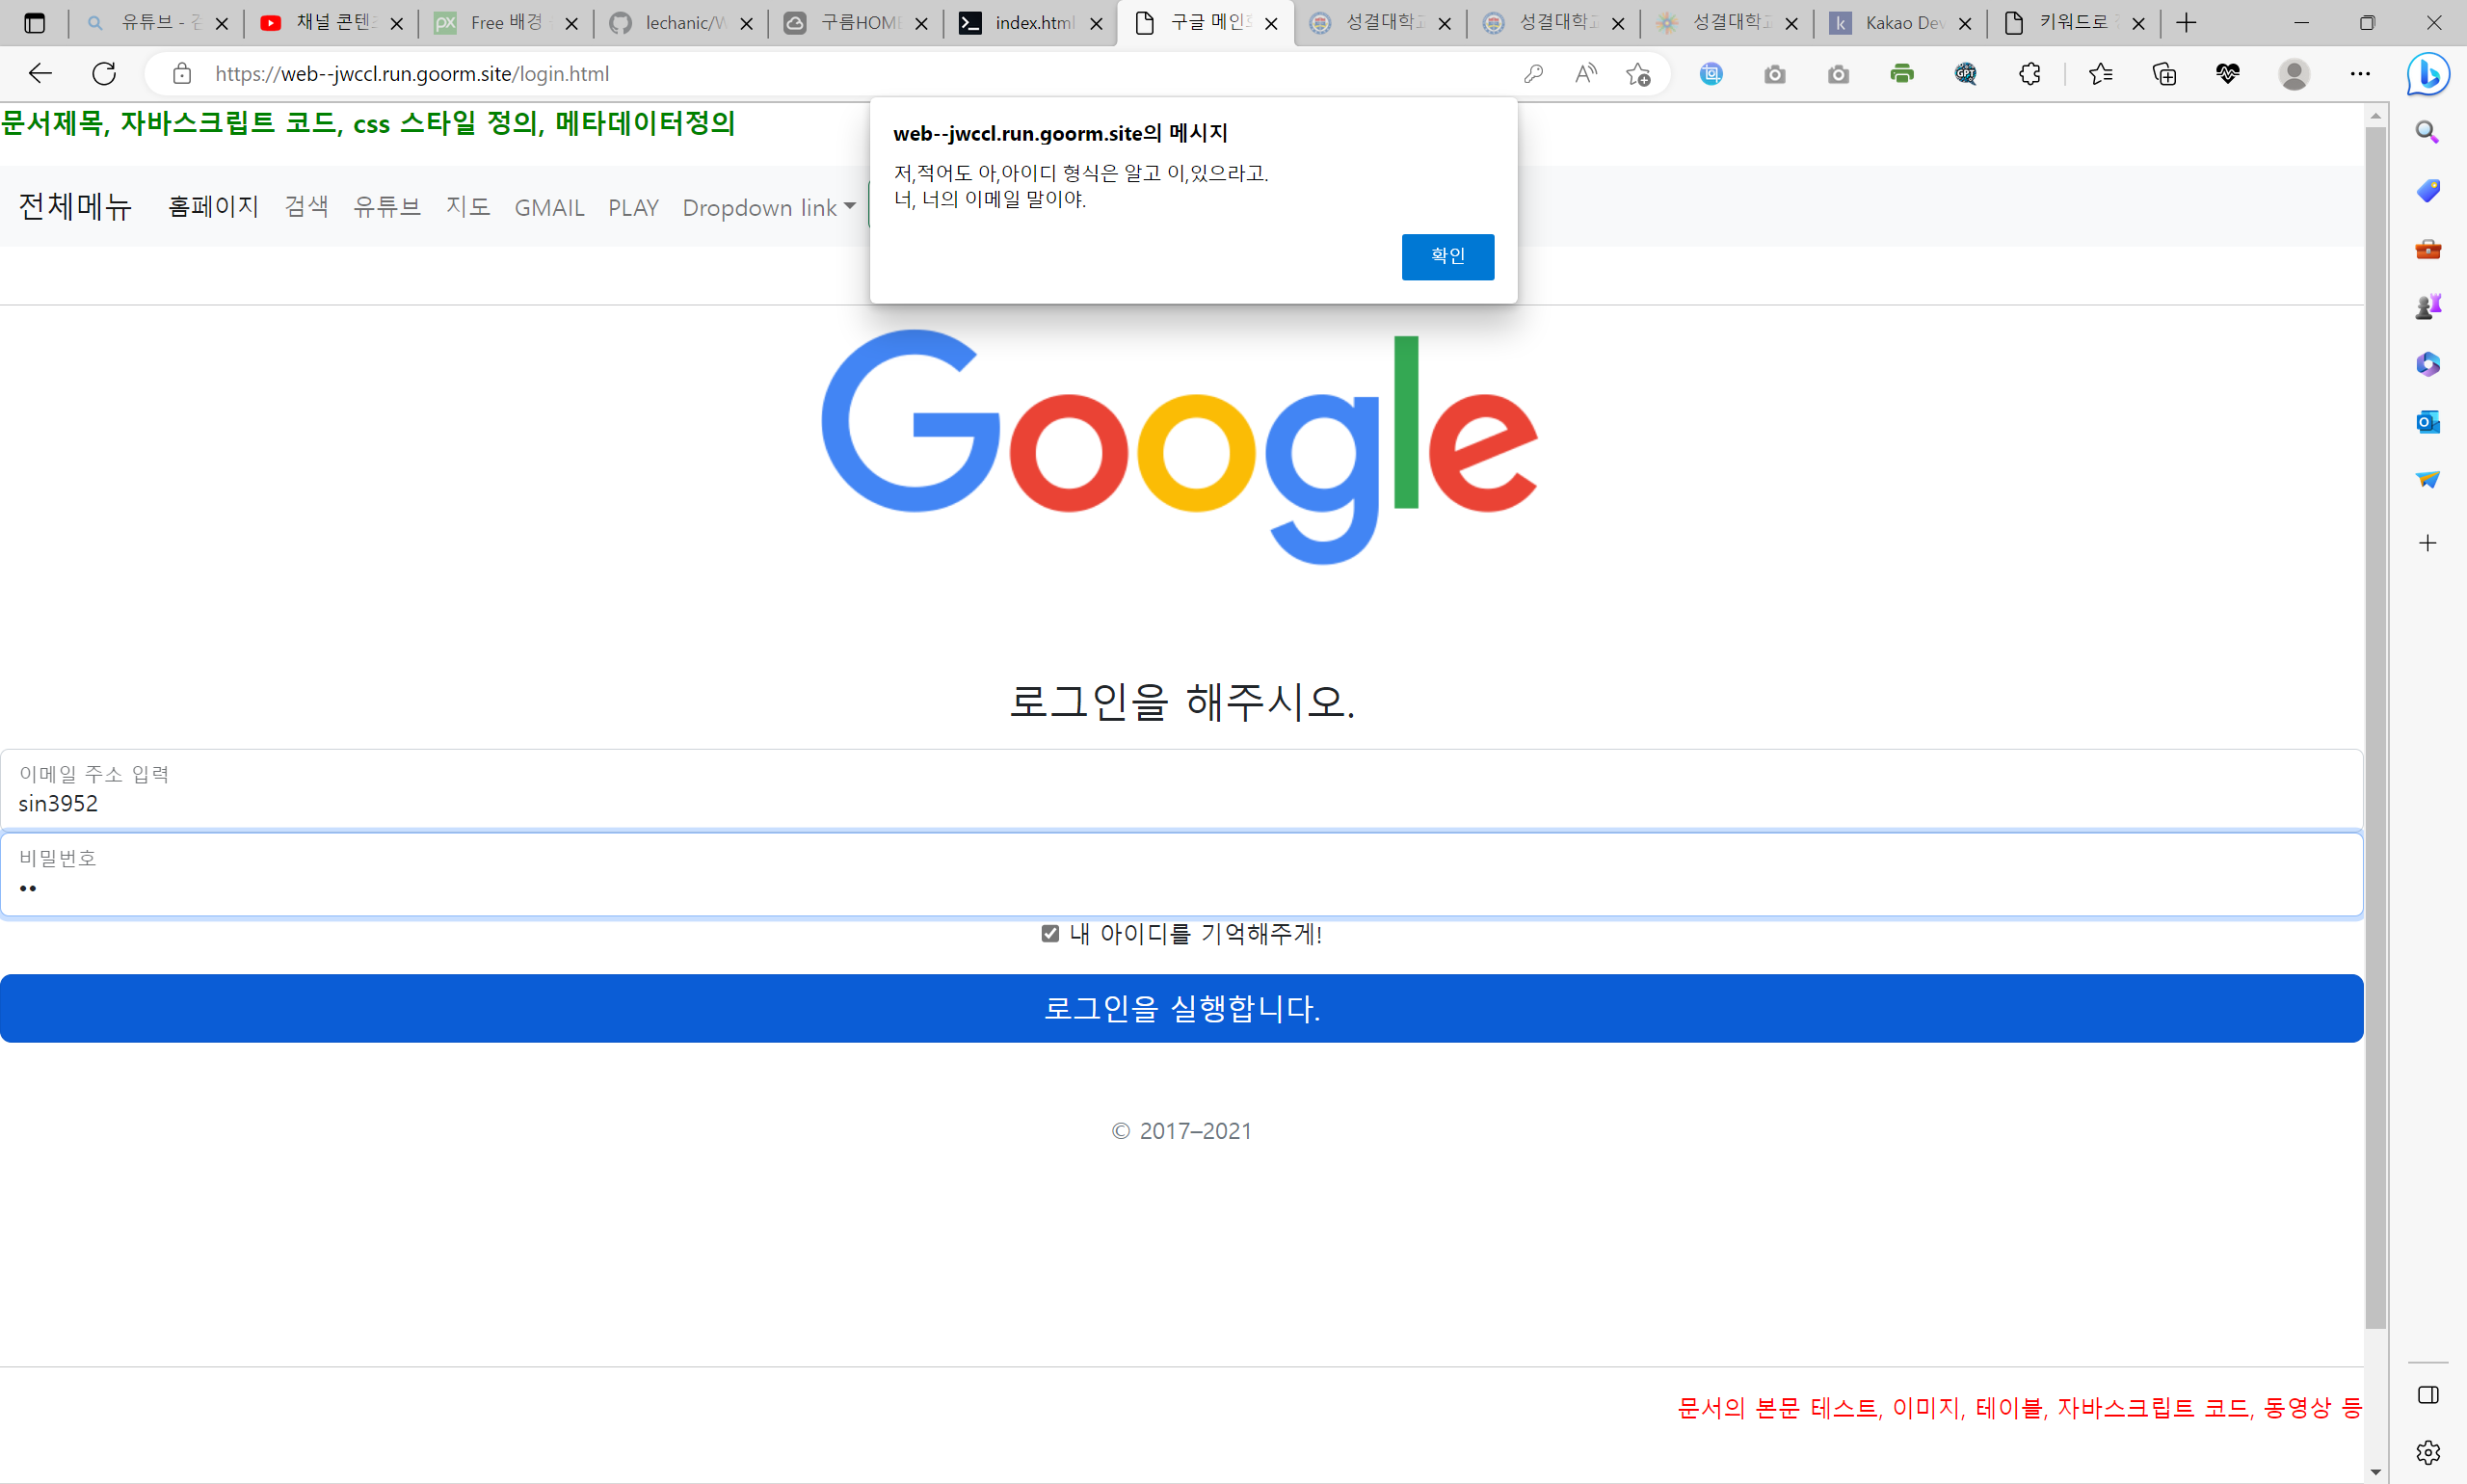 유튜브 - 검
채널 콘텐츠
Free 배경
lechanic/W
구름HOME
index.html
구글 메인화
성결대학교
성결대학교
성결대학교
Kakao Dev
키워드로
https://web--jwccl.run.goorm.site/login.html
문서제목, 자바스크립트 코드, css 스타일 정의, 메타데이터정의
web--jwccl.run.goorm.site의 메시지
저,적어도 아,아이디 형식은 알고 이,있으라고.
너, 너의 이메일 말이야.
확인
전체메뉴 홈페이지 검색 유튜브 지도 GMAIL PLAY Dropdown link
Google
로그인을 해주시오.
이메일 주소 입력
sin3952
비밀번호
••
내 아이디를 기억해주게!
로그인을 실행합니다.
© 2017–2021
문서의 본문 테스트, 이미지, 테이블, 자바스크립트 코드, 동영상 등